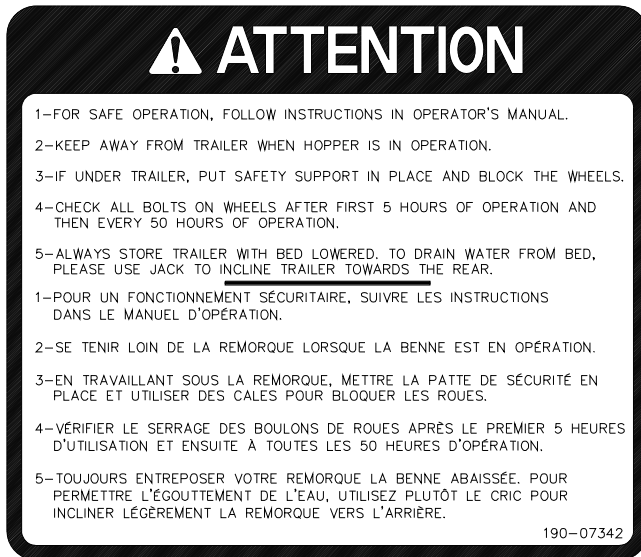 ATTENTION
1-FOR SAFE OPERATION, FOLLOW INSTRUCTIONS IN OPERATOR'S MANUAL.
2-KEEP AWAY FROM TRAILER WHEN HOPPER IS IN OPERATION.
3-IF UNDER TRAILER, PUT SAFETY SUPPORT IN PLACE AND BLOCK THE WHEELS.
4-CHECK ALL BOLTS ON WHEELS AFTER FIRST 5 HOURS OF OPERATION AND
THEN EVERY 50 HOURS OF OPERATION.
5-ALWAYS STORE TRAILER WITH BED LOWERED. TO DRAIN WATER FROM BED,
PLEASE USE JACK TO INCLINE TRAILER TOWARDS THE REAR.
1-POUR UN FONCTIONNEMENT SÉCURITAIRE, SUIVRE LES INSTRUCTIONS
DANS LE MANUEL D'OPÉRATION.
2-SE TENIR LOIN DE LA REMORQUE LORSQUE LA BENNE EST EN OPÉRATION.
3-EN TRAVAILLANT SOUS LA REMORQUE, METTRE LA PATTE DE SÉCURITÉ EN
PLACE ET UTILISER DES CALES POUR BLOQUER LES ROUES.
4-VÉRIFIER LE SERRAGE DES BOULONS DE ROUES APRÈS LE PREMIER 5 HEURES
D'UTILISATION ET ENSUITE À TOUTES LES 50 HEURES D'OPÉRATION.
5-TOUJOURS ENTREPOSER VOTRE REMORQUE LA BENNE ABAISSÉE. POUR
PERMETTRE L'ÉGOUTTEMENT DE L'EAU, UTILISEZ PLUTÔT LE CRIC POUR
INCLINER LÉGÈREMENT LA REMORQUE VERS L'ARRIÈRE.
190-07342